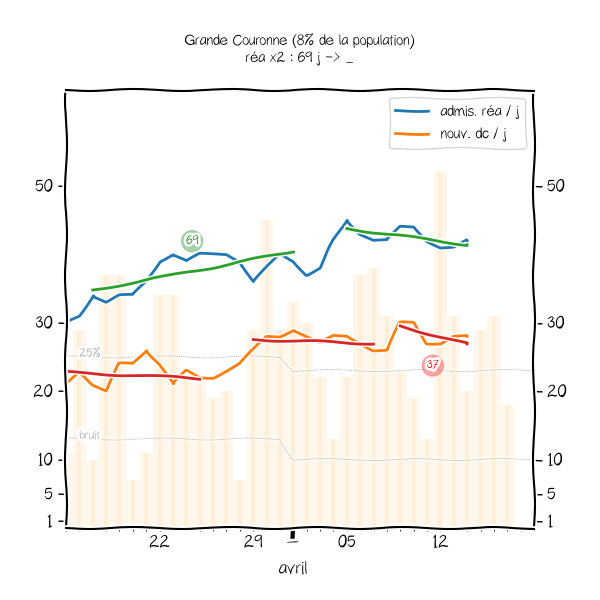 Grande Couronne (8% de la population)
réa x2 : 69 j -> _
admis. réa / j
nouv. dc / j
50 50
69
30 30
25%
37
20 20
bruit
10 10
5 5
1 1
22 29 _ 05 12
avril